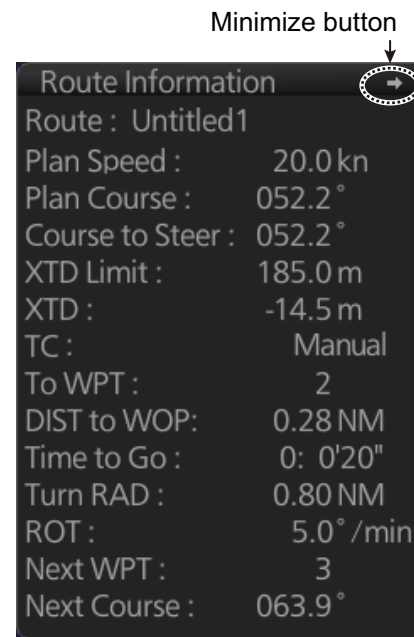 Minimize button
Route Information
Route : Untitled1
Plan Speed : 20.0 kn
Plan Course : 052.2°
Course to Steer : 052.2°
XTD Limit : 185.0 m
XTD : -14.5 m
TC : Manual
To WPT : 2
DIST to WOP: 0.28 NM
Time to Go : 0: 0'20"
Turn RAD : 0.80 NM
ROT : 5.0°/min
Next WPT : 3
Next Course : 063.9°